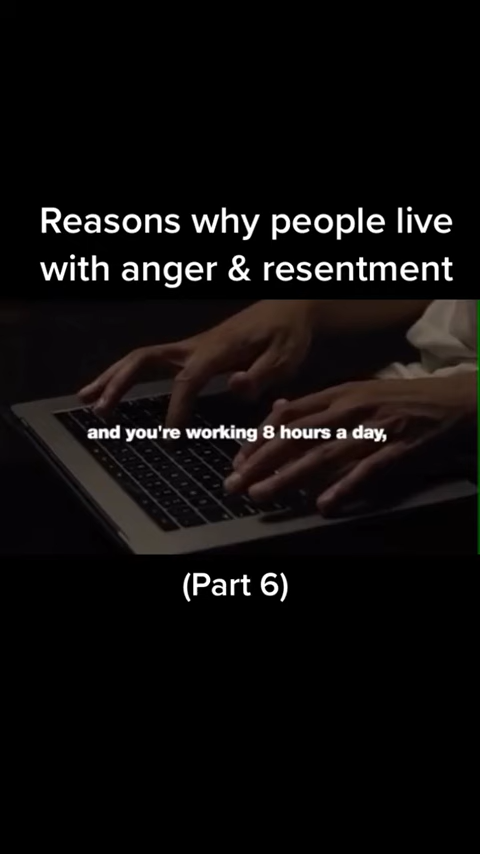 Reasons why people live
with anger & resentment
and you're working 8 hours a day,
(Part 6)